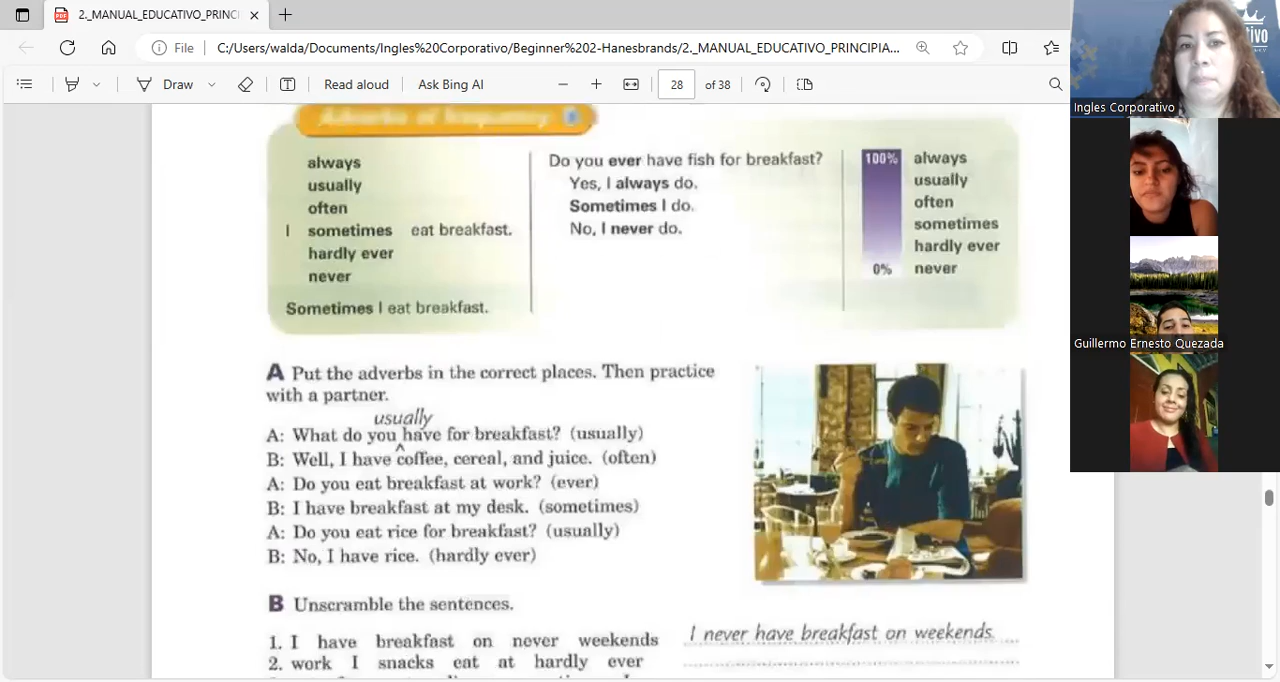 2._MANUAL_EDUCATIVO_PRINCI
File
C:/Users/walda/Documents/Ingles%20Corporativo/Beginner%202-Hanesbrands/2._MANUAL_EDUCATIVO_PRINCIPIA...
Draw
Read aloud
Ask Bing AI
28 of 38
Ingles Corporativo
Guillermo Ernesto Quezada
Adverbs of frequency
always
usually
often
I sometimes eat breakfast.
hardly ever
never
Sometimes I eat breakfast.
Do you ever have fish for breakfast?
Yes, I always do.
Sometimes I do.
No, I never do.
100% always
usually
often
sometimes
hardly ever
0% never
A Put the adverbs in the correct places. Then practice
with a partner.
usually
A: What do you have for breakfast? (usually)
B: Well, I have coffee, cereal, and juice. (often)
A: Do you eat breakfast at work? (ever)
B: I have breakfast at my desk. (sometimes)
A: Do you eat rice for breakfast? (usually)
B: No, I have rice. (hardly ever)
B Unscramble the sentences.
1. I have breakfast on never weekends
I never have breakfast on weekends.
2. work I snacks eat at hardly ever